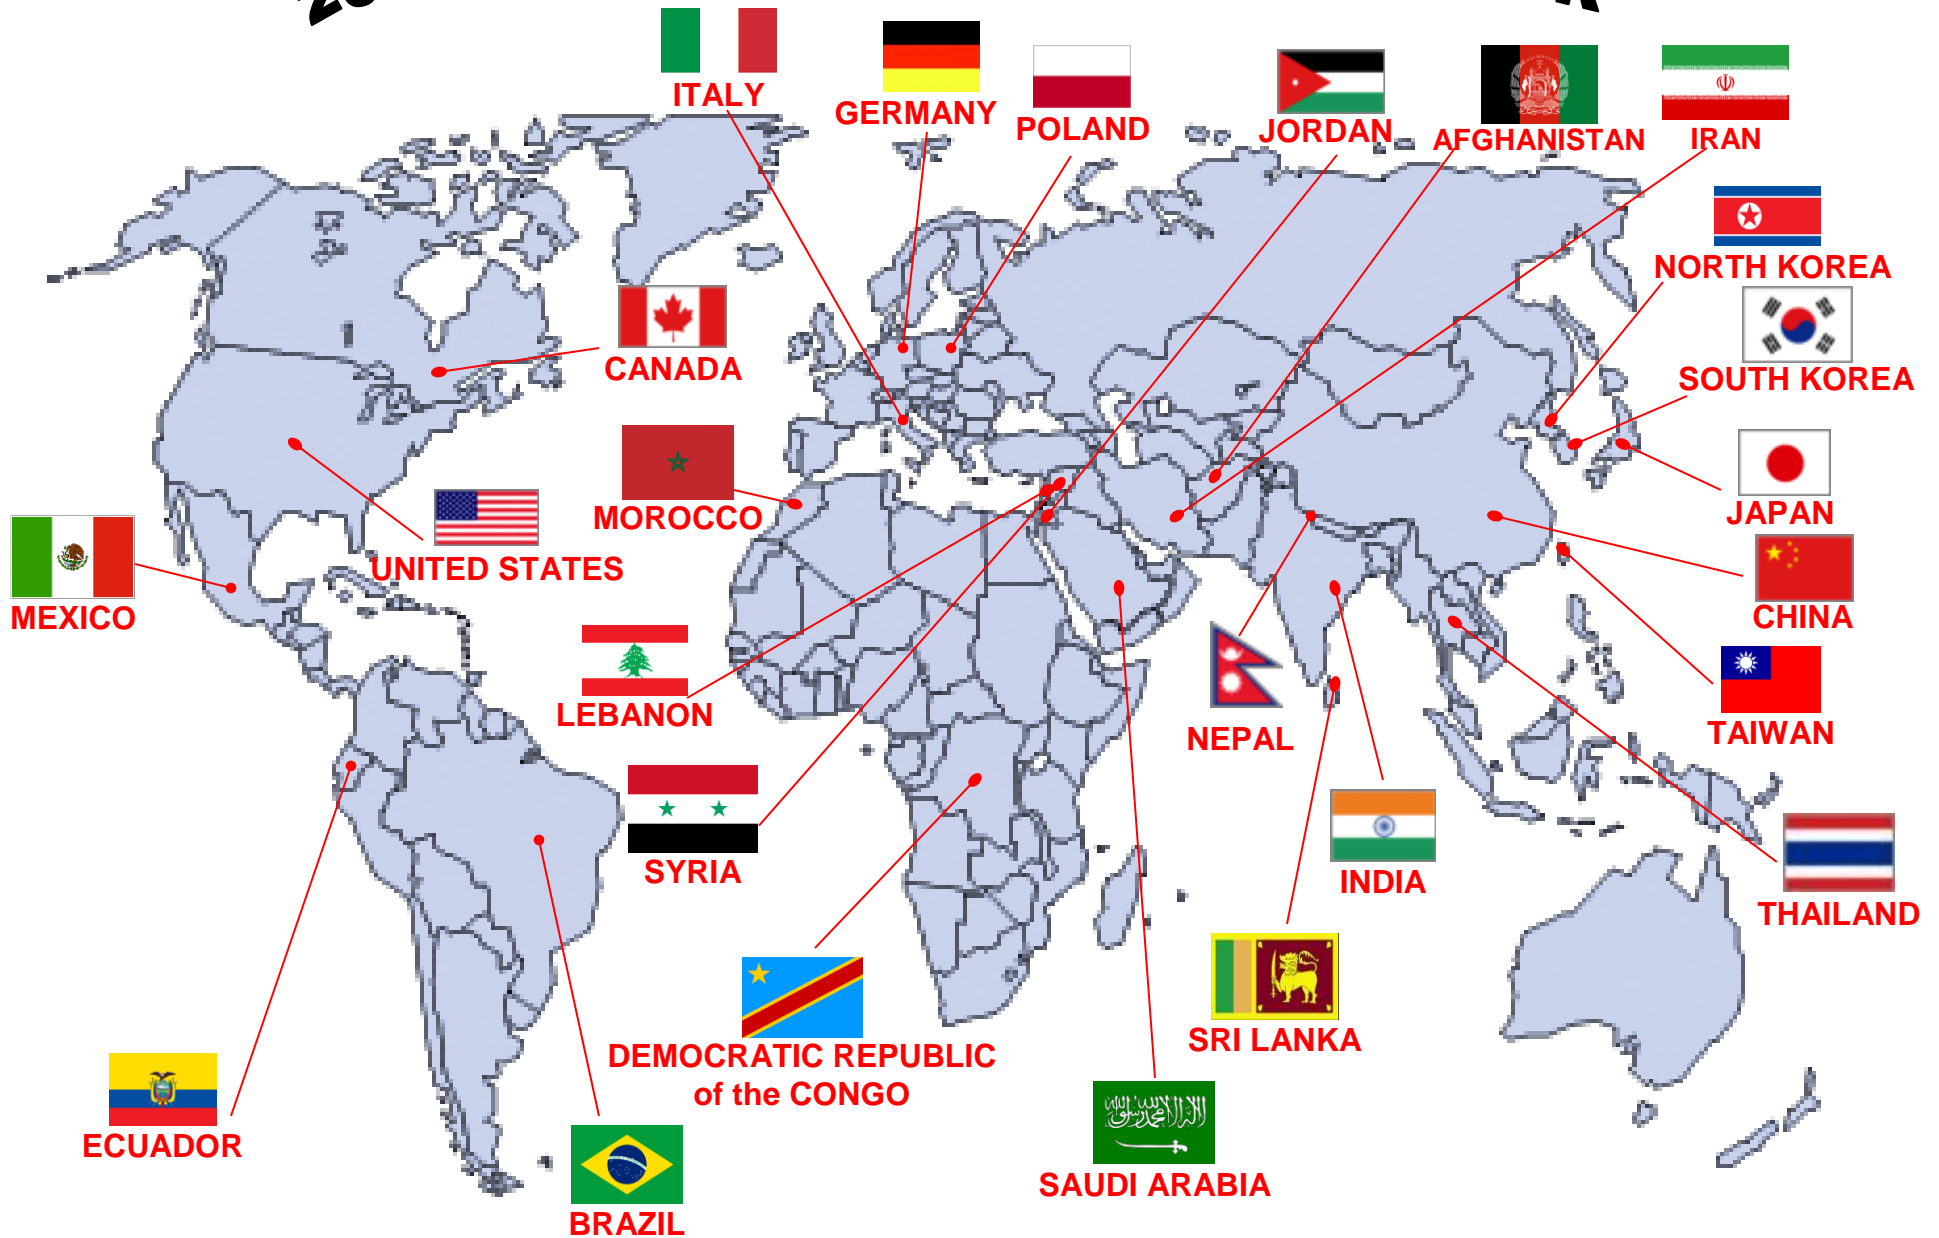 ITALY
GERMANY
POLAND
JORDAN
AFGHANISTAN
IRAN
NORTH KOREA
SOUTH KOREA
CANADA
MOROCCO
JAPAN
UNITED STATES
MEXICO
CHINA
LEBANON
NEPAL
TAIWAN
SYRIA
INDIA
THAILAND
SRI LANKA
DEMOCRATIC REPUBLIC
of the CONGO
ECUADOR
SAUDI ARABIA
BRAZIL